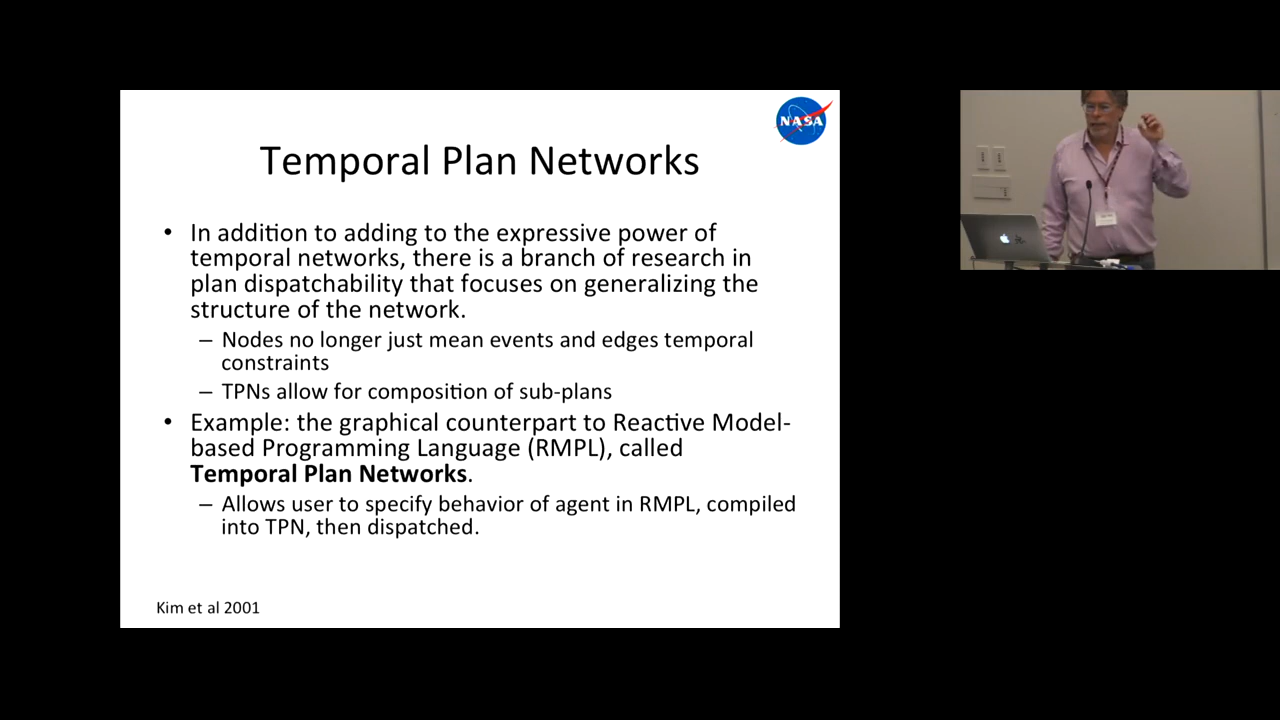 NASA
Temporal Plan Networks
• In addition to adding to the expressive power of
temporal networks, there is a branch of research in
plan dispatchability that focuses on generalizing the
structure of the network.
– Nodes no longer just mean events and edges temporal
constraints
– TPNs allow for composition of sub-plans
• Example: the graphical counterpart to Reactive Model-
based Programming Language (RMPL), called
Temporal Plan Networks.
– Allows user to specify behavior of agent in RMPL, compiled
into TPN, then dispatched.
Kim et al 2001